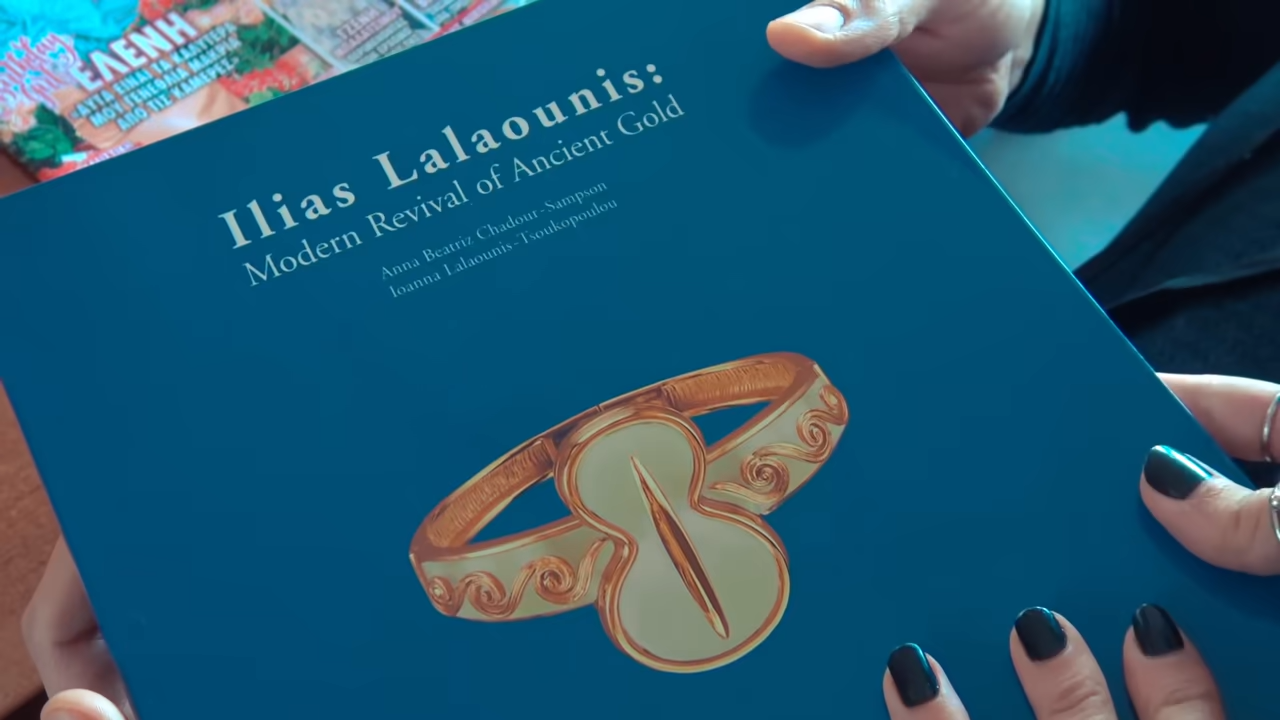 ΕΛΕΝΗ
Ilias Lalaounis:
Modern Revival of Ancient Gold
Anna Beatriz Chadour-Sampson
Ioanna Lalaounis-Tsoukopoulou